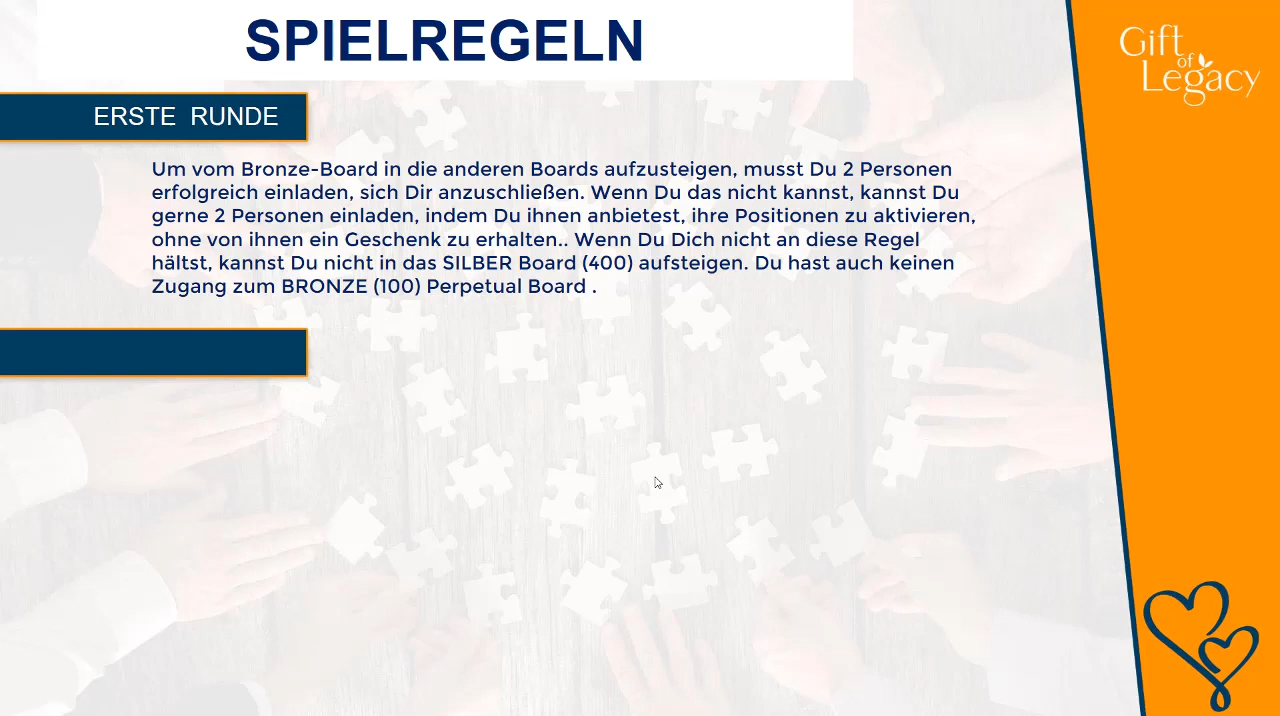 SPIELREGELN
Gift
of
Legacy
ERSTE RUNDE
Um vom Bronze-Board in die anderen Boards aufzusteigen, musst Du 2 Personen
erfolgreich einladen, sich Dir anzuschließen. Wenn Du das nicht kannst, kannst Du
gerne 2 Personen einladen, indem Du ihnen anbietest, ihre Positionen zu aktivieren,
ohne von ihnen ein Geschenk zu erhalten.. Wenn Du Dich nicht an diese Regel
hältst, kannst Du nicht in das SILBER Board (400) aufsteigen. Du hast auch keinen
Zugang zum BRONZE (100) Perpetual Board .